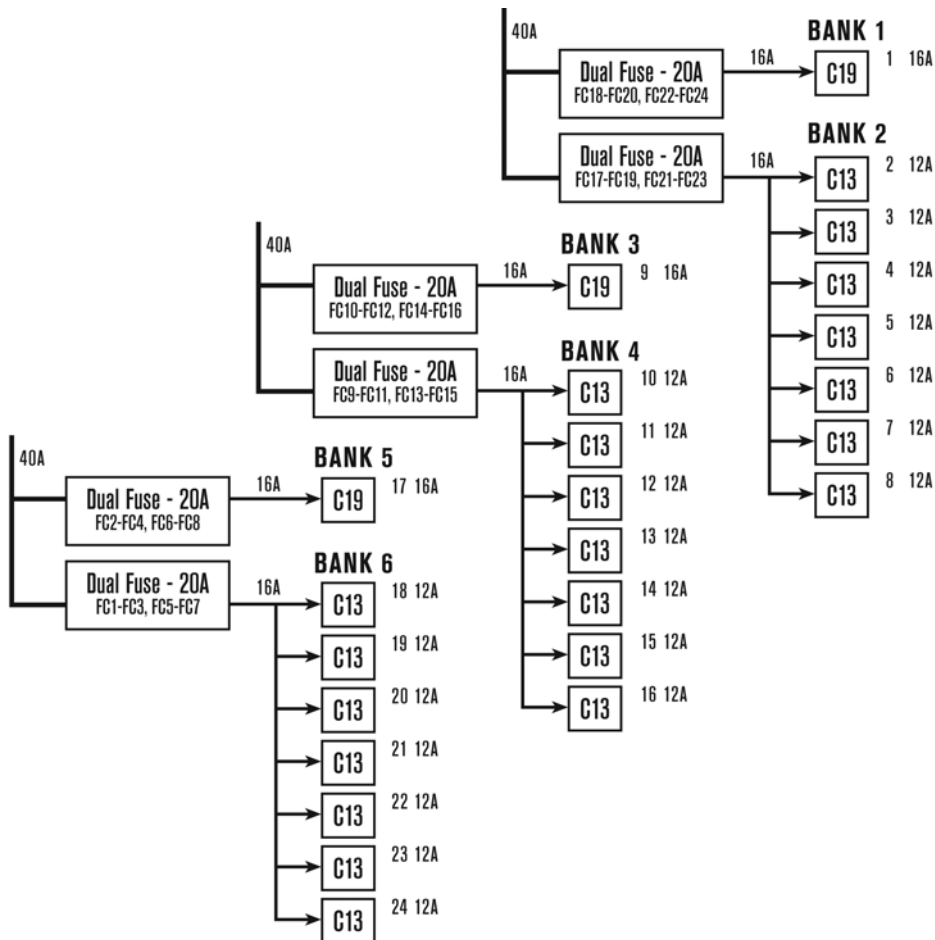 40A
BANK 1
Dual Fuse - 20A
FC18-FC20, FC22-FC24
16A
C19
1 16A
BANK 2
Dual Fuse - 20A
FC17-FC19, FC21-FC23
16A
C13
2 12A
C13
3 12A
C13
4 12A
C13
5 12A
C13
6 12A
C13
7 12A
C13
8 12A
40A
BANK 3
Dual Fuse - 20A
FC10-FC12, FC14-FC16
16A
C19
9 16A
BANK 4
Dual Fuse - 20A
FC9-FC11, FC13-FC15
16A
C13
10 12A
C13
11 12A
C13
12 12A
C13
13 12A
C13
14 12A
C13
15 12A
C13
16 12A
40A
BANK 5
Dual Fuse - 20A
FC2-FC4, FC6-FC8
16A
C19
17 16A
BANK 6
Dual Fuse - 20A
FC1-FC3, FC5-FC7
16A
C13
18 12A
C13
19 12A
C13
20 12A
C13
21 12A
C13
22 12A
C13
23 12A
C13
24 12A